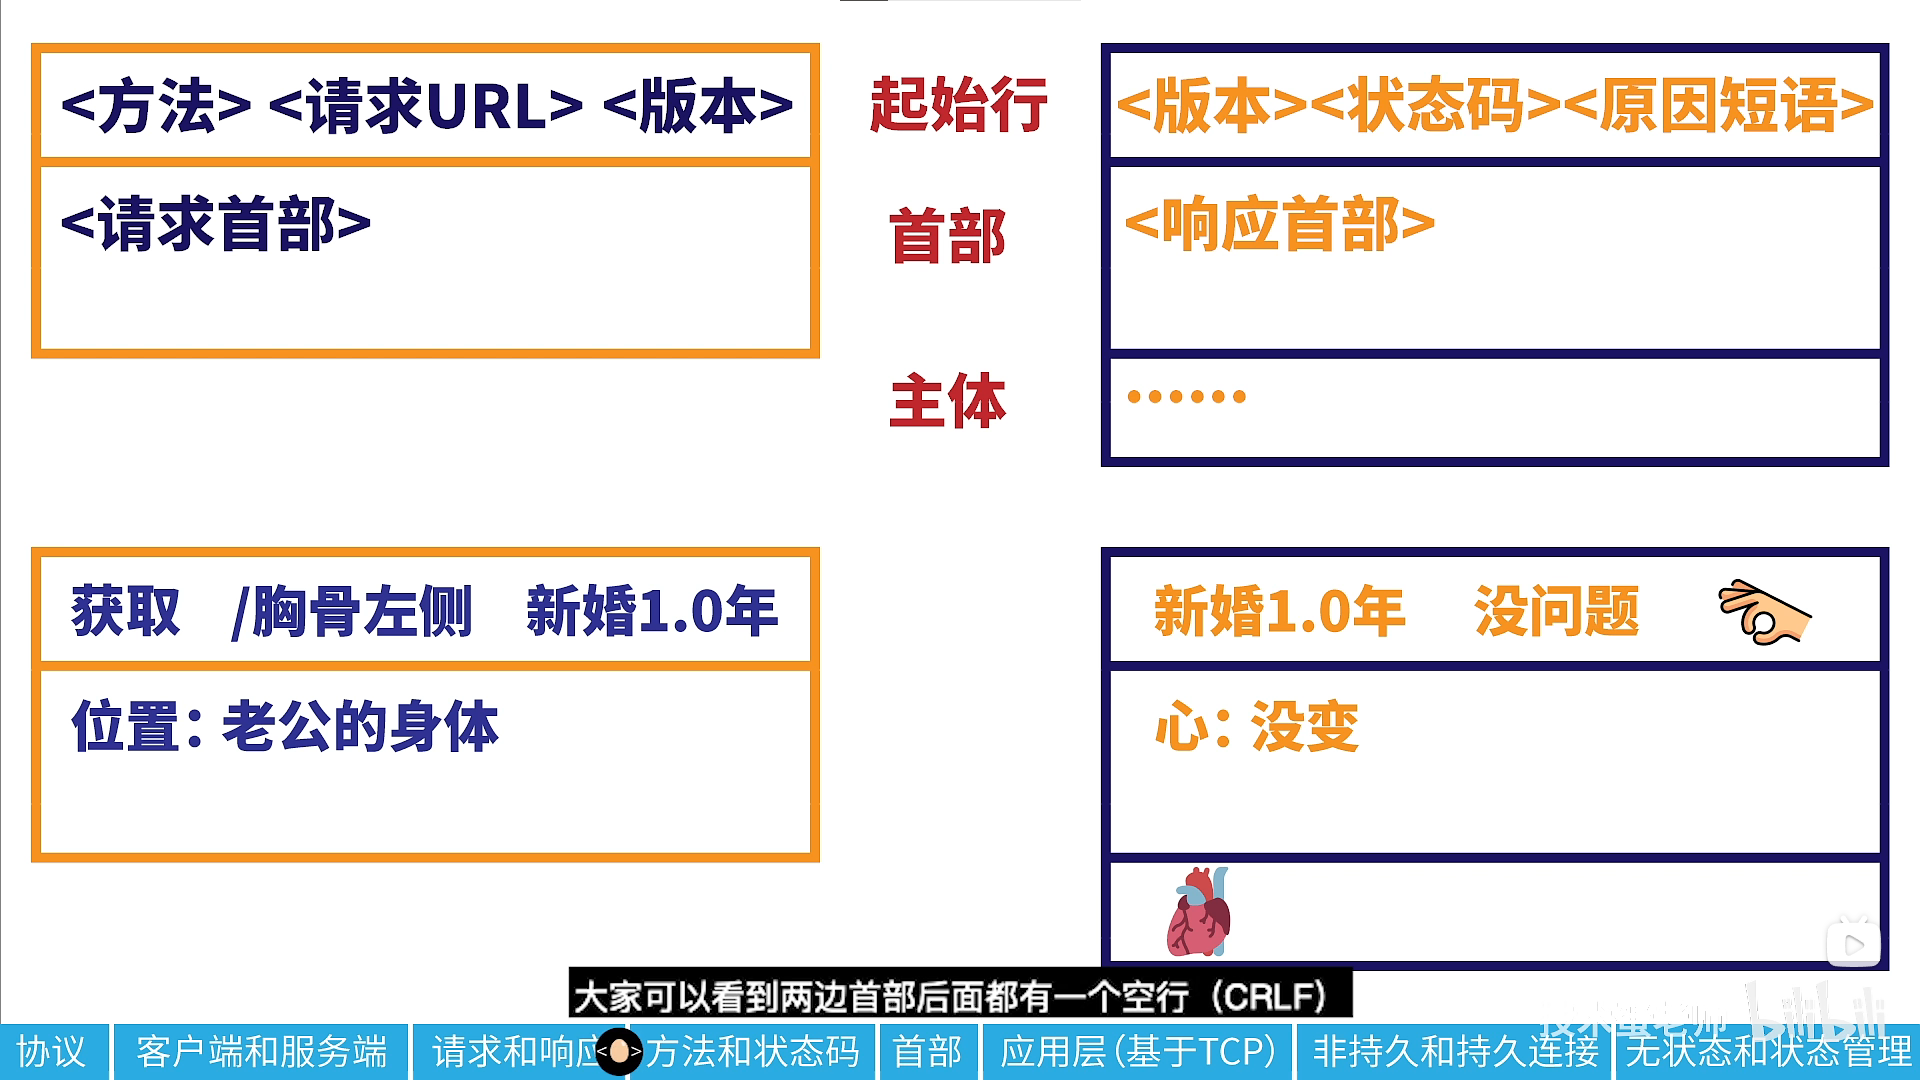 <方法> <请求URL> <版本>
起始行
<版本><状态码><原因短语>
<请求首部>
首部
<响应首部>
主体
......
获取 /胸骨左侧 新婚1.0年
新婚1.0年 没问题
位置：老公的身体
心：没变
大家可以看到两边首部后面都有一个空行（CRLF）
技术蛋老师
bilibili
协议 客户端和服务端 请求和响应 <> 方法和状态码 首部 应用层（基于TCP） 非持久和持久连接 无状态和状态管理